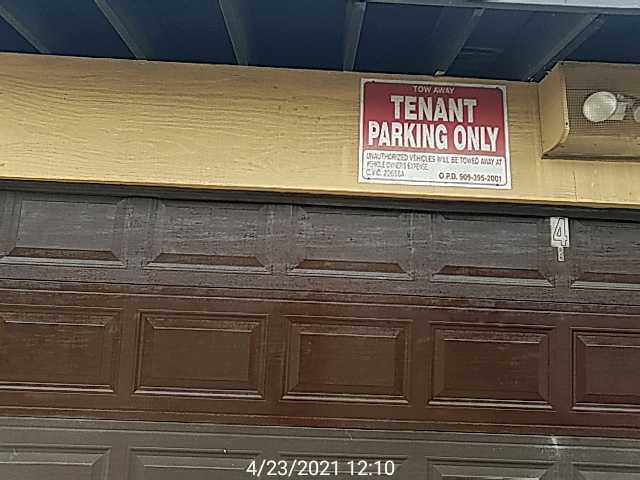 TOW AWAY
TENANT
PARKING ONLY
UNAUTHORIZED VEHICLES WILL BE TOWED AWAY AT
VEHICLE OWNER'S EXPENSE.
C.V.C. 22658A O.P.D. 909-395-2001
4
4/23/2021 12:10